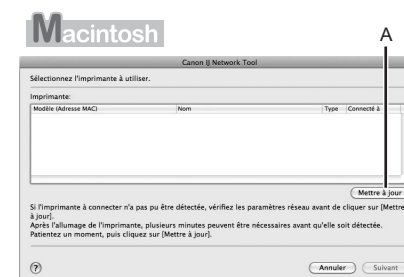 Macintosh
A
Canon IJ Network Tool
Sélectionnez l'imprimante à utiliser.
Imprimante:
Modèle (Adresse MAC) Nom Type Connecté à
Mettre à jour
Si l'imprimante à connecter n'a pas pu être détectée, vérifiez les paramètres réseau avant de cliquer sur [Mettre
à jour].
Après l'allumage de l'imprimante, plusieurs minutes peuvent être nécessaires avant qu'elle soit détectée.
Patientez un moment, puis cliquez sur [Mettre à jour].
? Annuler Suivant